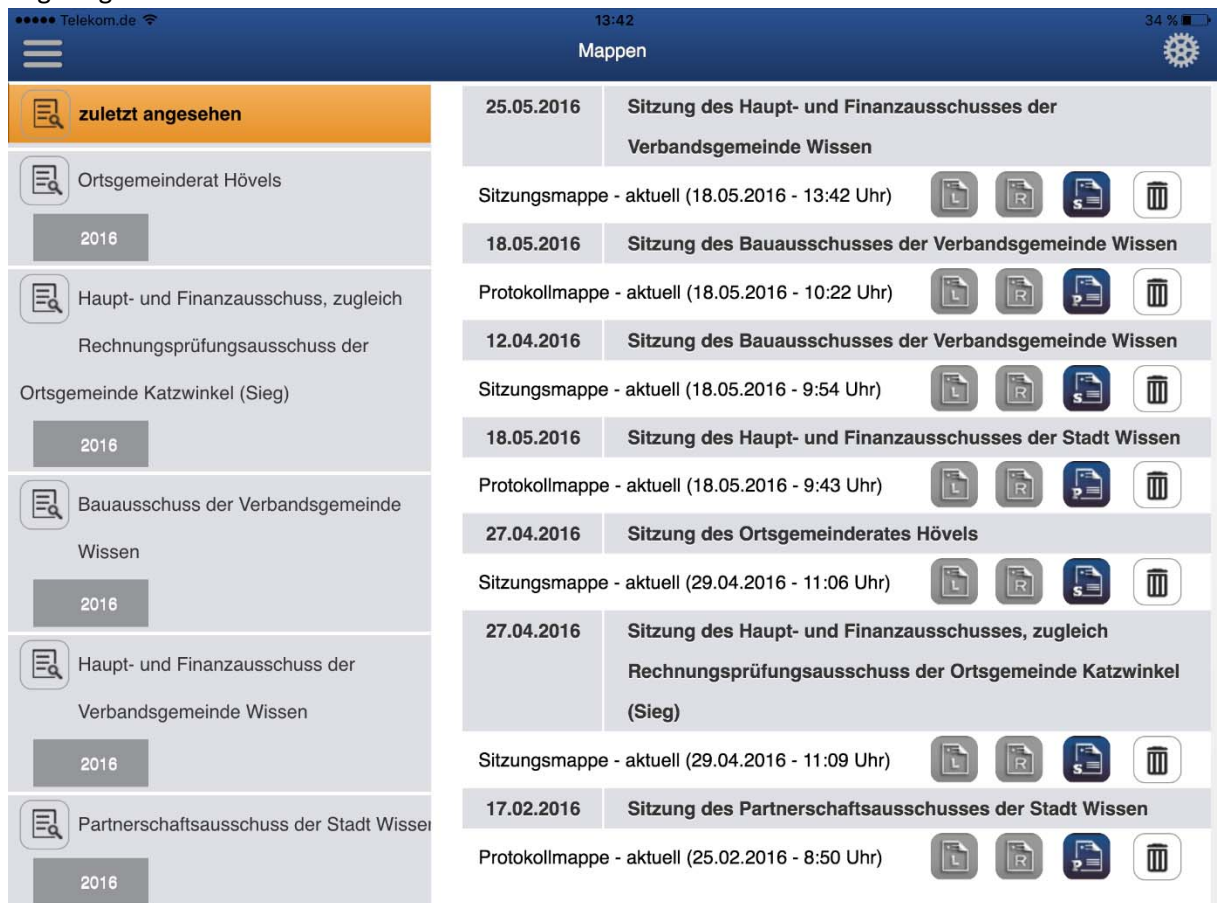 ●●●●● Telekom.de
13:42
34 %
Mappen
zuletzt angesehen
Ortsgemeinderat Hövels
2016
Haupt- und Finanzausschuss, zugleich
Rechnungsprüfungsausschuss der
Ortsgemeinde Katzwinkel (Sieg)
2016
Bauausschuss der Verbandsgemeinde
Wissen
2016
Haupt- und Finanzausschuss der
Verbandsgemeinde Wissen
2016
Partnerschaftsausschuss der Stadt Wissen
2016
25.05.2016 Sitzung des Haupt- und Finanzausschusses der
Verbandsgemeinde Wissen
Sitzungsmappe - aktuell (18.05.2016 - 13:42 Uhr) L R S
18.05.2016 Sitzung des Bauausschusses der Verbandsgemeinde Wissen
Protokollmappe - aktuell (18.05.2016 - 10:22 Uhr) L R P
12.04.2016 Sitzung des Bauausschusses der Verbandsgemeinde Wissen
Sitzungsmappe - aktuell (18.05.2016 - 9:54 Uhr) L R S
18.05.2016 Sitzung des Haupt- und Finanzausschusses der Stadt Wissen
Protokollmappe - aktuell (18.05.2016 - 9:43 Uhr) L R P
27.04.2016 Sitzung des Ortsgemeinderates Hövels
Sitzungsmappe - aktuell (29.04.2016 - 11:06 Uhr) L R S
27.04.2016 Sitzung des Haupt- und Finanzausschusses, zugleich
Rechnungsprüfungsausschuss der Ortsgemeinde Katzwinkel
(Sieg)
Sitzungsmappe - aktuell (29.04.2016 - 11:09 Uhr) L R S
17.02.2016 Sitzung des Partnerschaftsausschusses der Stadt Wissen
Protokollmappe - aktuell (25.02.2016 - 8:50 Uhr) L R P